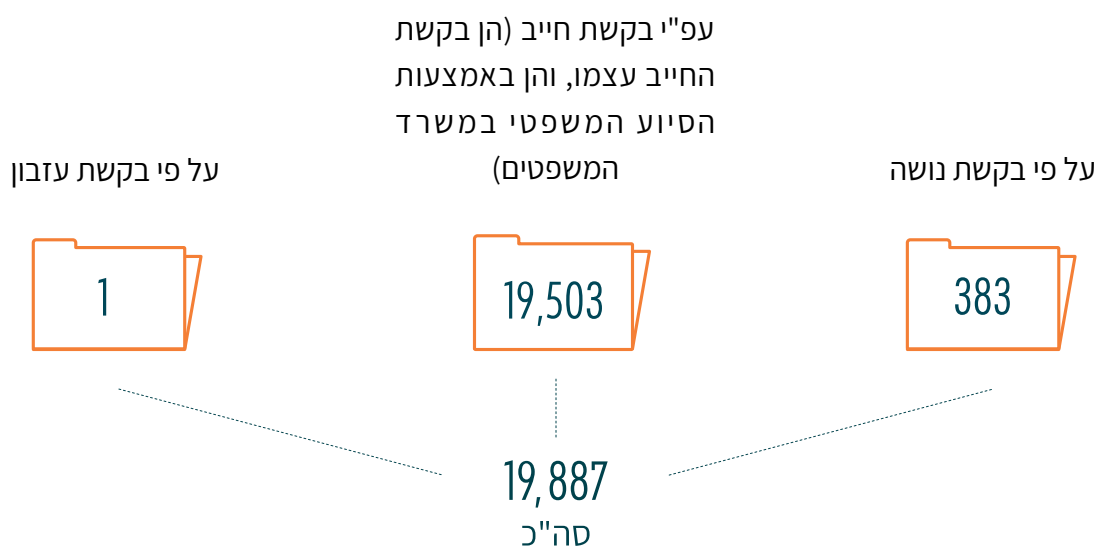 על פי בקשת נושה
383
עפ"י בקשת חייב (הן בקשת
החייב עצמו, והן באמצעות
הסיוע המשפטי במשרד
המשפטים)
19,503
על פי בקשת עזבון
1
19,887
סה"כ